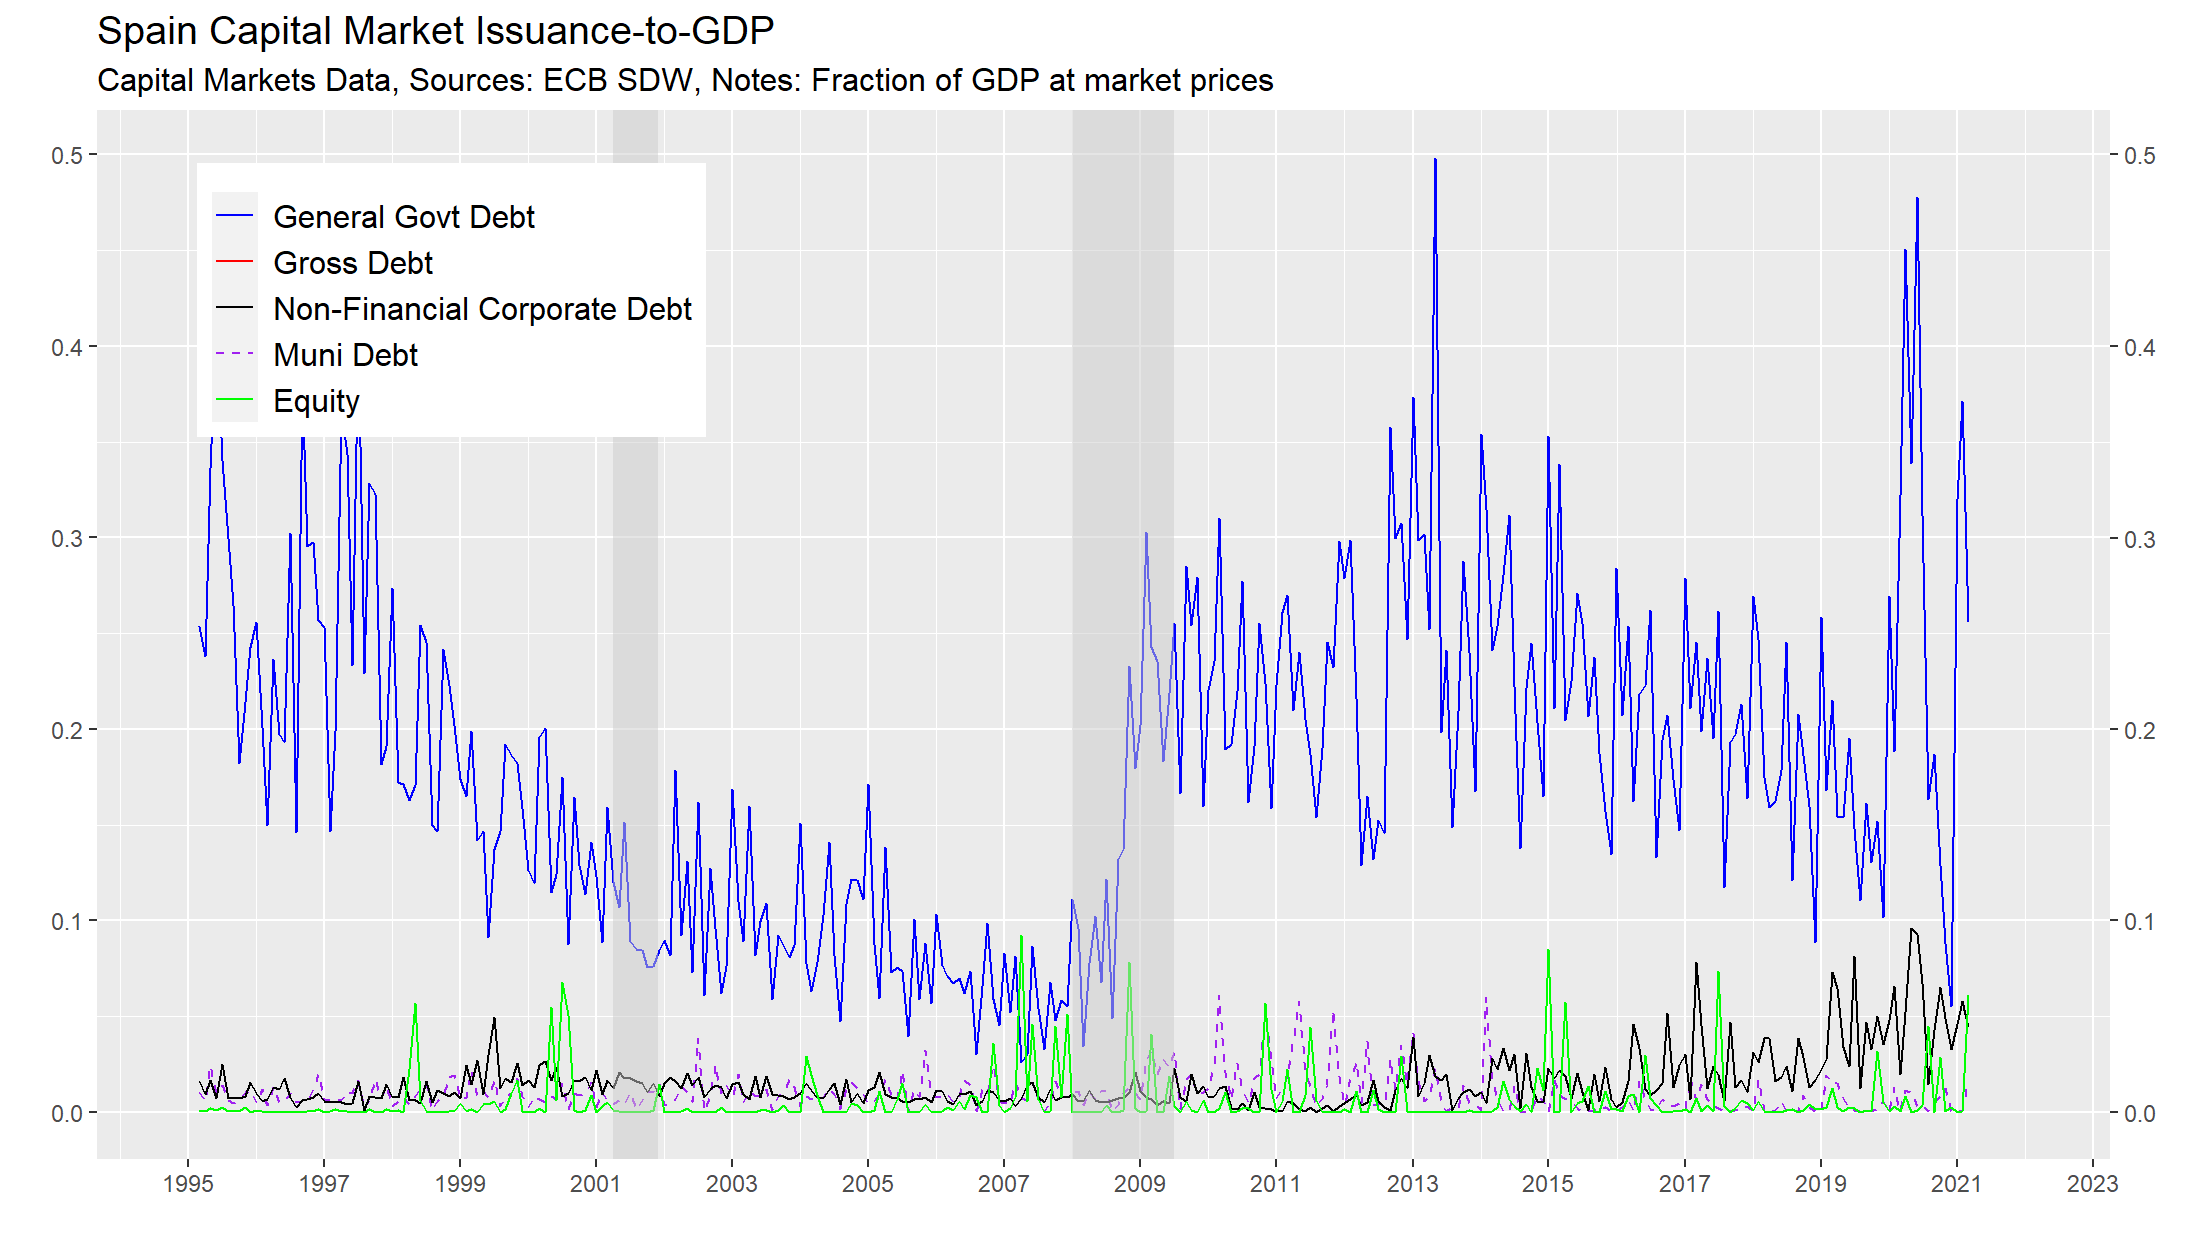 Spain Capital Market Issuance-to-GDP
Capital Markets Data, Sources: ECB SDW, Notes: Fraction of GDP at market prices
0.5
0.4
0.3
0.2
0.1
0.0
General Govt Debt
Gross Debt
Non-Financial Corporate Debt
Muni Debt
Equity
0.5
0.4
0.3
0.2
0.1
0.0
1995 1997 1999 2001 2003 2005 2007 2009 2011 2013 2015 2017 2019 2021 2023